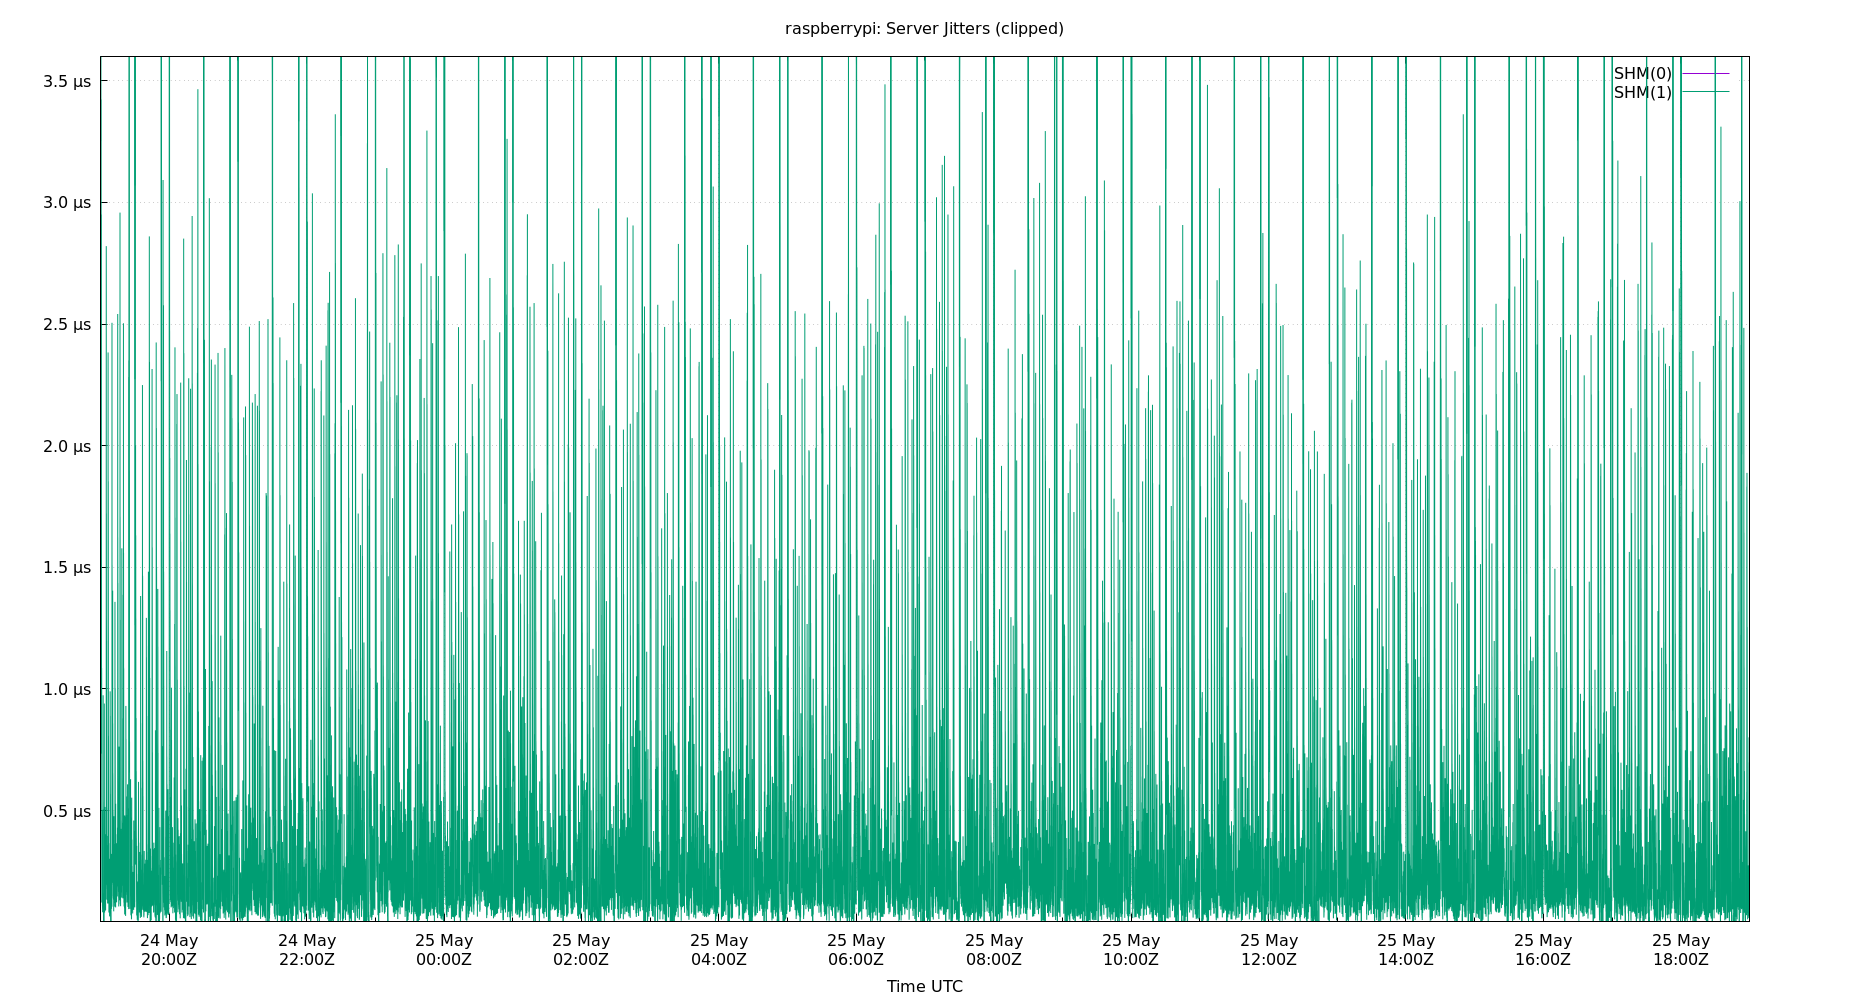 raspberrypi: Server Jitters (clipped)
SHM(0)
SHM(1)
3.5 µs
3.0 µs
2.5 µs
2.0 µs
1.5 µs
1.0 µs
0.5 µs
24 May 24 May 25 May 25 May 25 May 25 May 25 May 25 May 25 May 25 May 25 May 25 May
20:00Z 22:00Z 00:00Z 02:00Z 04:00Z 06:00Z 08:00Z 10:00Z 12:00Z 14:00Z 16:00Z 18:00Z
Time UTC